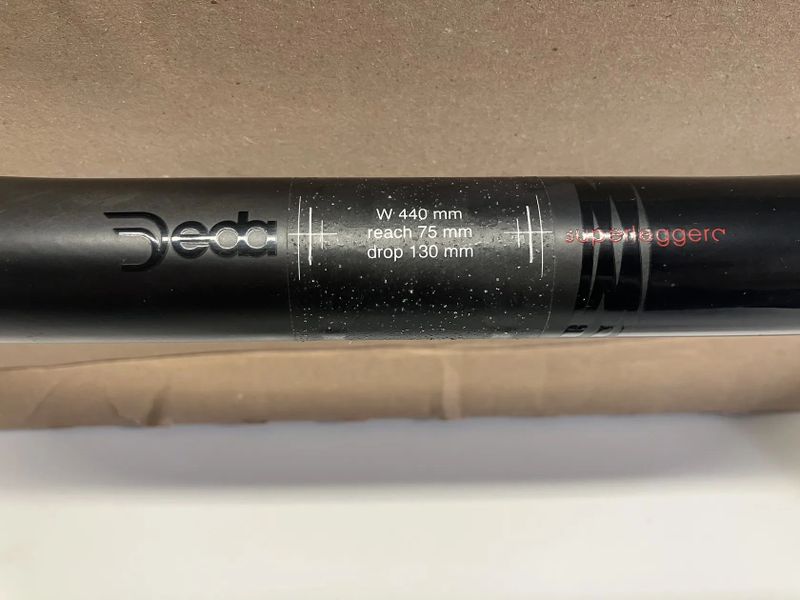 Deda
W 440 mm
reach 75 mm
drop 130 mm
superleggero